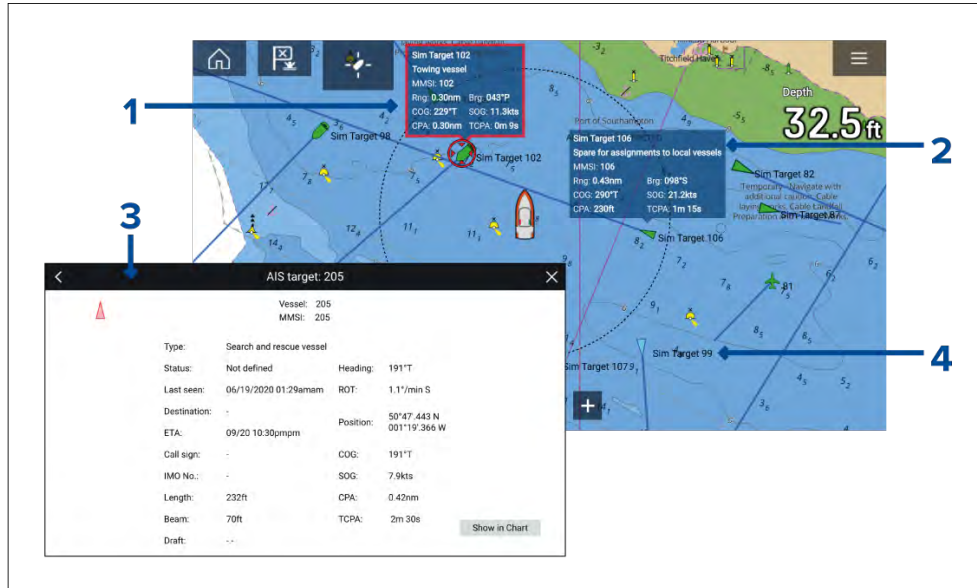 Sim Target 102
Towing vessel
MMSI: 102
Rng: 0.30nm Brg: 043°P
COG: 229°T SOG: 11.3kts
CPA: 0.30nm TCPA: 0m 9s
1
Titchfield Haven
Depth
32.5 ft
Port of Southampton
Sim Target 98
Sim Target 102
Sim Target 106
Spare for assignments to local vessels
MMSI: 106
Rng: 0.43nm Brg: 098°S
COG: 290°T SOG: 21.2kts
CPA: 230ft TCPA: 1m 15s
2
Sim Target 82
Temporary - Navigate with
additional caution, Cable
Sim Target 87
Sim Target 106
81
Sim Target 99
4
Sim Target 107
3
AIS target: 205
Vessel: 205
MMSI: 205
Type: Search and rescue vessel
Status: Not defined Heading: 191°T
Last seen: 06/19/2020 01:29amam ROT: 1.1°/min S
Destination: - Position: 50°47'.443 N
001°19'.366 W
ETA: 09/20 10:30pmpm
Call sign: - COG: 191°T
IMO No.: - SOG: 7.9kts
Length: 232ft CPA: 0.42nm
Beam: 70ft TCPA: 2m 30s
Draft: -.-
Show in Chart